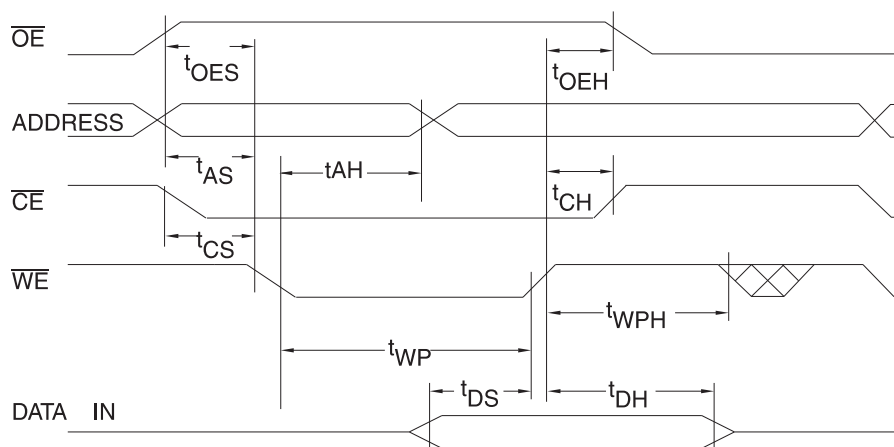 OE
tOES
tOEH
ADDRESS
tAS
tAH
tCH
CE
tCS
WE
tWPH
tWP
tDS
tDH
DATA IN